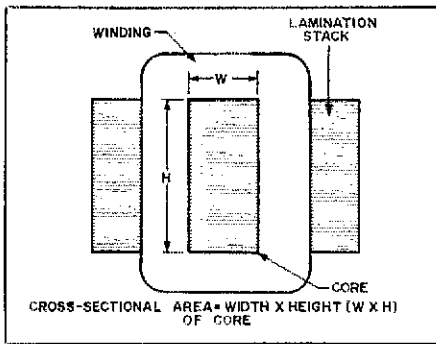 LAMINATION
STACK
WINDING
W
H
CORE
CROSS-SECTIONAL AREA=WIDTH X HEIGHT (W X H)
OF CORE